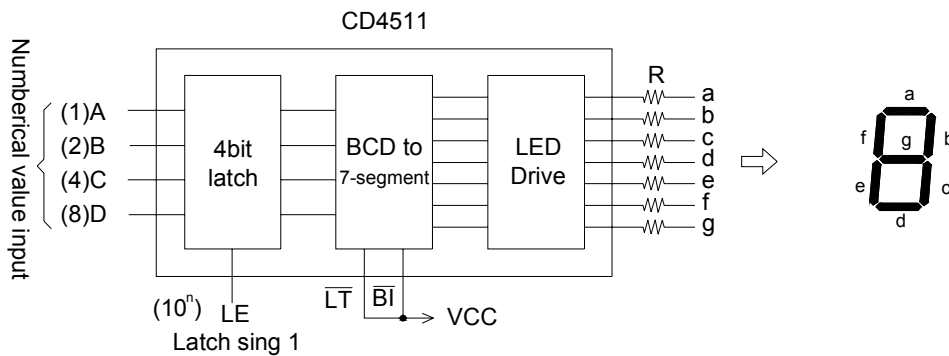 CD4511
Numberical value input
(1)A
(2)B
(4)C
(8)D
4bit
latch
BCD to
7-segment
LED
Drive
R
a
b
c
d
e
f
g
a
f
g
b
e
c
d
(10ⁿ) LE
Latch sing 1
LT
BI
VCC